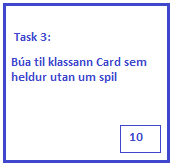 Task 3:
Búa til klassann Card sem
heldur utan um spil
10